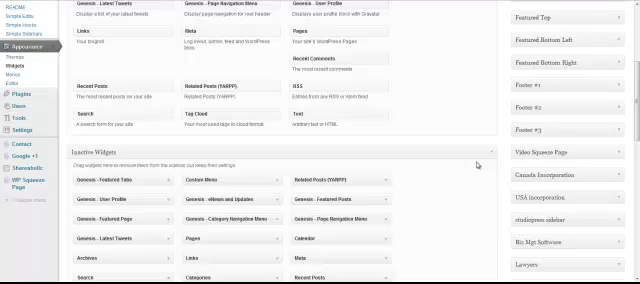 README
Simple Edits
Simple Hooks
Simple Sidebars
Appearance
Themes
Widgets
Menus
Editor
Plugins
Users
Tools
Settings
Contact
Google +1
Shareaholic
WP Squeeze
Page
Collapse menu
Genesis - Latest Tweets
Display a list of your latest tweets.
Genesis - Page Navigation Menu
Display page navigation for your header
Genesis - User Profile
Displays user profile block with Gravatar
Links
Your blogroll
Meta
Log in/out, admin, feed and WordPress
links
Pages
Your site's WordPress Pages
Recent Comments
The most recent comments
Recent Posts
The most recent posts on your site
Related Posts (YARPP)
Related Posts (YARPP)
RSS
Entries from any RSS or Atom feed
Search
A search form for your site
Tag Cloud
Your most used tags in cloud format
Text
Arbitrary text or HTML
Inactive Widgets
Drag widgets here to remove them from the sidebar but keep their settings.
Genesis - Featured Tabs
Custom Menu
Related Posts (YARPP)
Genesis - User Profile
Genesis - eNews and Updates
Genesis - Featured Posts
Genesis - Featured Page
Genesis - Category Navigation Menu
Genesis - Page Navigation Menu
Genesis - Latest Tweets
Pages
Calendar
Archives
Links
Meta
Search
Categories
Recent Posts
Featured Top
Featured Bottom Left
Featured Bottom Right
Footer #1
Footer #2
Footer #3
Video Squeeze Page
Canada Incorporation
USA incorporation
studiopress sidebar
Biz Mgt Software
Lawyers